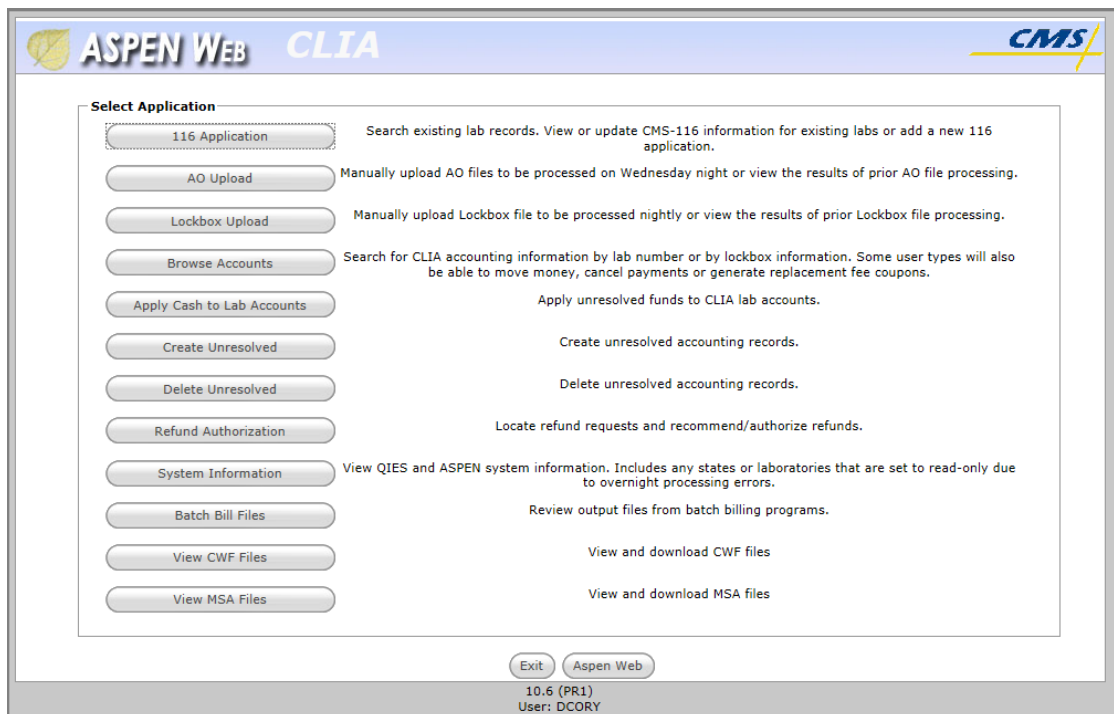 ASPEN WEB CLIA CMS
Select Application
116 Application
Search existing lab records. View or update CMS-116 information for existing labs or add a new 116
application.
AO Upload
Manually upload AO files to be processed on Wednesday night or view the results of prior AO file processing.
Lockbox Upload
Manually upload Lockbox file to be processed nightly or view the results of prior Lockbox file processing.
Browse Accounts
Search for CLIA accounting information by lab number or by lockbox information. Some user types will also
be able to move money, cancel payments or generate replacement fee coupons.
Apply Cash to Lab Accounts
Apply unresolved funds to CLIA lab accounts.
Create Unresolved
Create unresolved accounting records.
Delete Unresolved
Delete unresolved accounting records.
Refund Authorization
Locate refund requests and recommend/authorize refunds.
System Information
View QIES and ASPEN system information. Includes any states or laboratories that are set to read-only due
to overnight processing errors.
Batch Bill Files
Review output files from batch billing programs.
View CWF Files
View and download CWF files
View MSA Files
View and download MSA files
Exit Aspen Web
10.6 (PR1)
User: DCORY